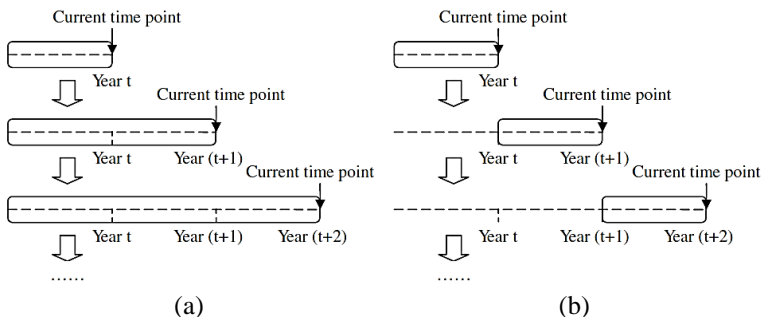 Current time point
Year t
Current time point
Year t
Year (t+1)
Current time point
Year t
Year (t+1)
Year (t+2)
......
(a)
Current time point
Year t
Current time point
Year t
Year (t+1)
Current time point
Year t
Year (t+1)
Year (t+2)
......
(b)